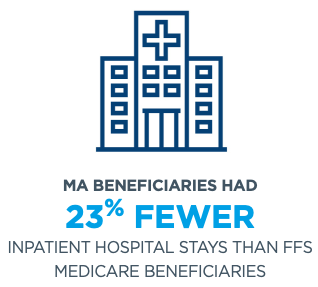 MA BENEFICIARIES HAD
23% FEWER
INPATIENT HOSPITAL STAYS THAN FFS
MEDICARE BENEFICIARIES